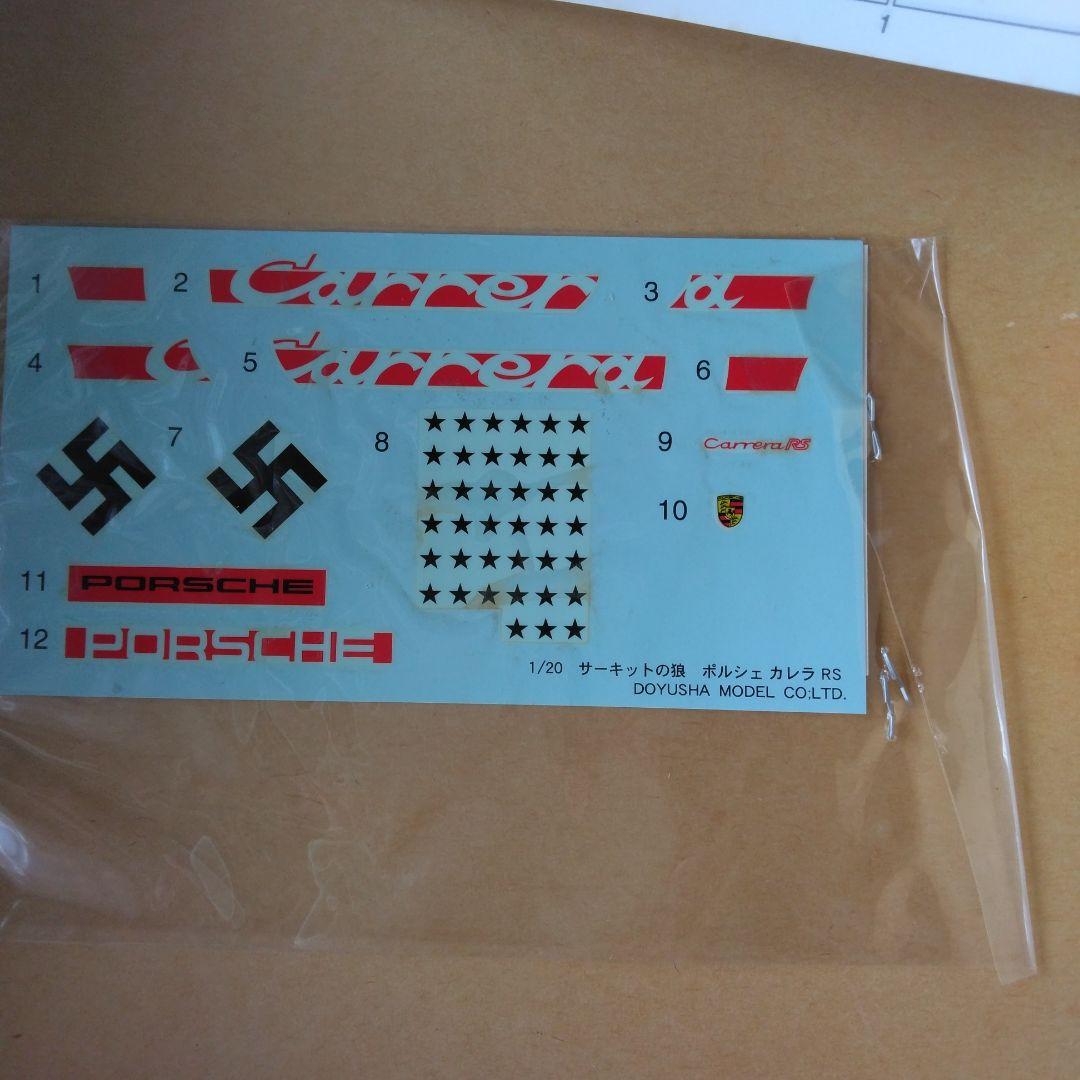 1
1 2 Carrer 3 a
4 C 5 Carrera 6
7 8 9 Carrera RS
10
11 PORSCHE
12 PORSCHE
1/20 サーキットの狼 ポルシェ カレラ RS
DOYUSHA MODEL CO;LTD.